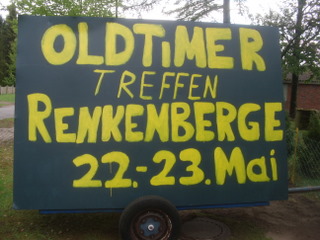 OLDTiMER
TREFFEN
RENKENBERGE
22.-23. Mai